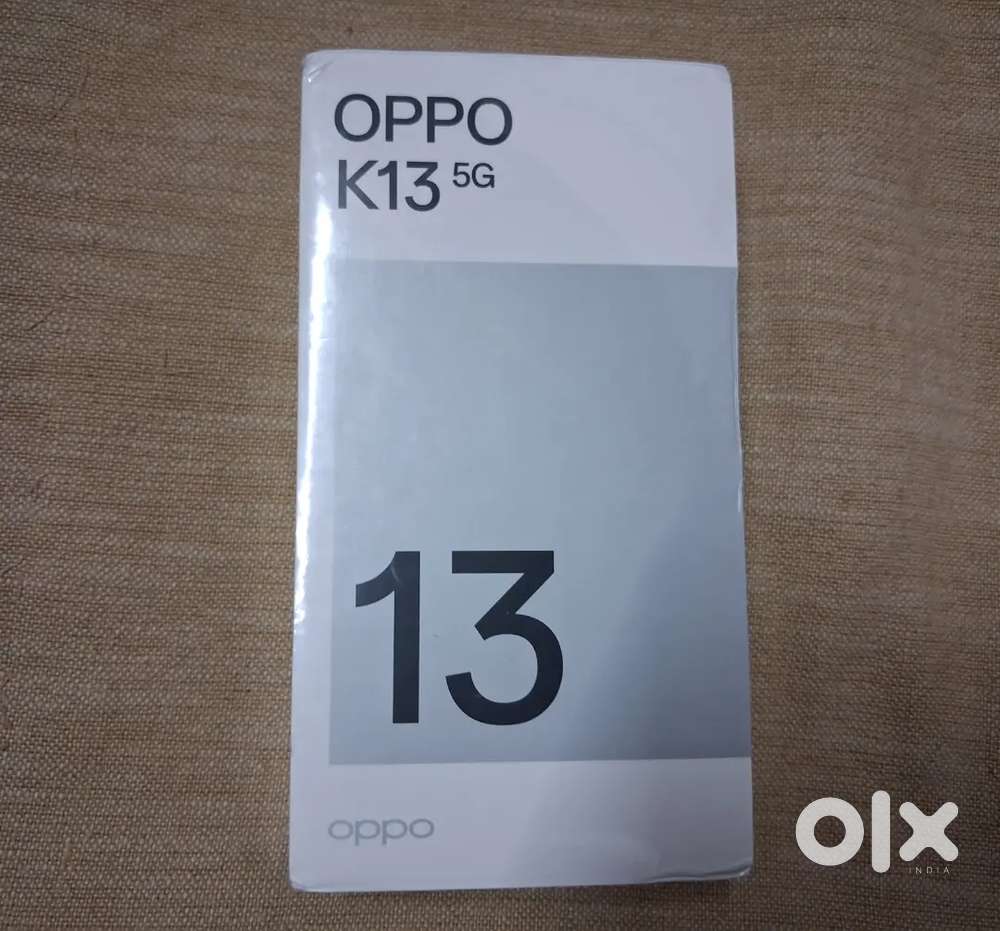 OPPO
K13 5G
13
oppo
olx
INDIA